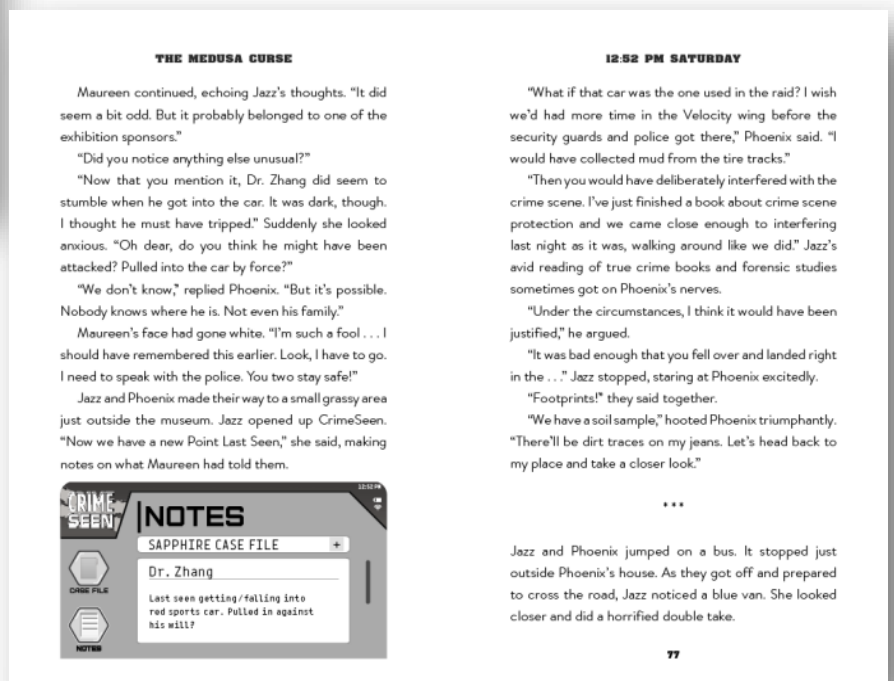 THE MEDUSA CURSE
Maureen continued, echoing Jazz's thoughts. “It did
seem a bit odd. But it probably belonged to one of the
exhibition sponsors.”
“Did you notice anything else unusual?”
“Now that you mention it, Dr. Zhang did seem to
stumble when he got into the car. It was dark, though.
I thought he must have tripped.” Suddenly she looked
anxious. “Oh dear, do you think he might have been
attacked? Pulled into the car by force?”
“We don't know,” replied Phoenix. “But it's possible.
Nobody knows where he is. Not even his family.”
Maureen's face had gone white. “I'm such a fool . . . I
should have remembered this earlier. Look, I have to go.
I need to speak with the police. You two stay safe!”
Jazz and Phoenix made their way to a small grassy area
just outside the museum. Jazz opened up CrimeSeen.
“Now we have a new Point Last Seen,” she said, making
notes on what Maureen had told them.
12:52 PM
CRIME
SEEN
NOTES
SAPPHIRE CASE FILE +
Dr. Zhang
CASE FILE
Last seen getting/falling into
red sports car. Pulled in against
his will?
NOTES
12:52 PM SATURDAY
“What if that car was the one used in the raid? I wish
we'd had more time in the Velocity wing before the
security guards and police got there,” Phoenix said. “I
would have collected mud from the tire tracks.”
“Then you would have deliberately interfered with the
crime scene. I've just finished a book about crime scene
protection and we came close enough to interfering
last night as it was, walking around like we did.” Jazz's
avid reading of true crime books and forensic studies
sometimes got on Phoenix's nerves.
“Under the circumstances, I think it would have been
justified,” he argued.
“It was bad enough that you fell over and landed right
in the . . .” Jazz stopped, staring at Phoenix excitedly.
“Footprints!” they said together.
“We have a soil sample,” hooted Phoenix triumphantly.
“There'll be dirt traces on my jeans. Let's head back to
my place and take a closer look.”
* * *
Jazz and Phoenix jumped on a bus. It stopped just
outside Phoenix's house. As they got off and prepared
to cross the road, Jazz noticed a blue van. She looked
closer and did a horrified double take.
77